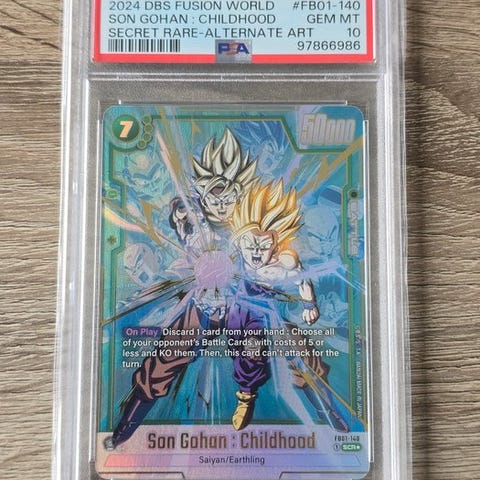 2024 DBS FUSION WORLD #FB01-140
SON GOHAN : CHILDHOOD GEM MT
SECRET RARE-ALTERNATE ART 10
PSA 97866986
7
50000
BATTLE
On Play Discard 1 card from your hand : Choose all
of your opponent's Battle Cards with costs of 5 or
less and KO them. Then, this card can't attack for the
turn.
FB01-140
Son Gohan : Childhood
1 SCR★
Saiyan/Earthling